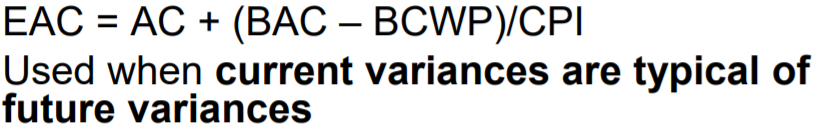 EAC = AC + (BAC – BCWP)/CPI
Used when current variances are typical of
future variances